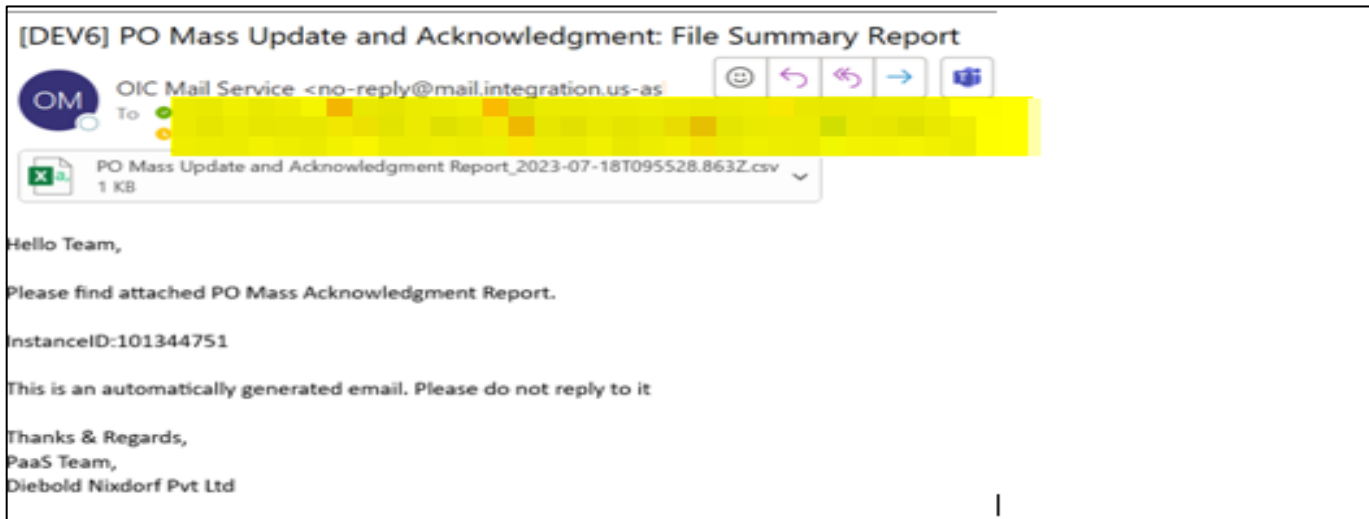 [DEV6] PO Mass Update and Acknowledgment: File Summary Report
OM
OIC Mail Service <no-reply@mail.integration.us-as
To
PO Mass Update and Acknowledgment Report_2023-07-18T095528.863Z.csv
1 KB
Hello Team,
Please find attached PO Mass Acknowledgment Report.
InstanceID:101344751
This is an automatically generated email. Please do not reply to it
Thanks & Regards,
PaaS Team,
Diebold Nixdorf Pvt Ltd